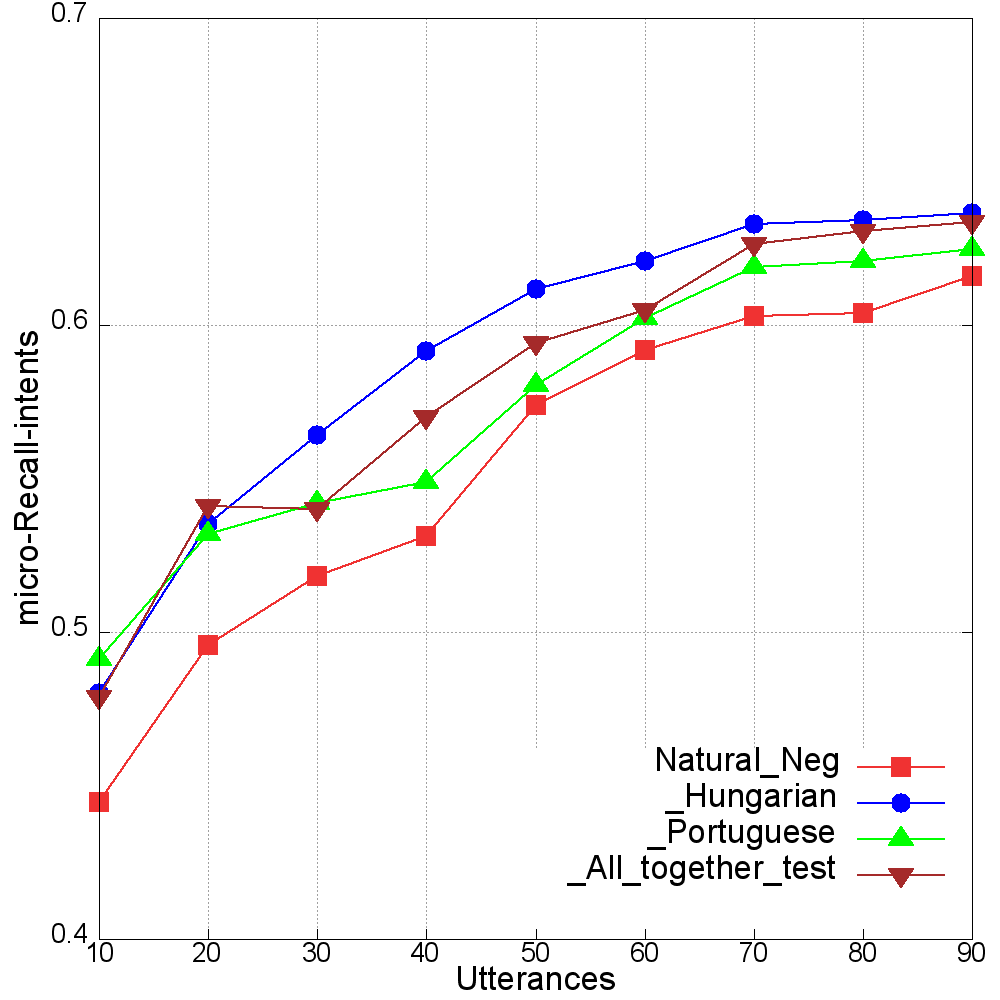 0.7
0.6
0.5
0.4
micro-Recall-intents
10 20 30 40 50 60 70 80 90
Utterances
Natural_Neg
_Hungarian
_Portuguese
_All_together_test